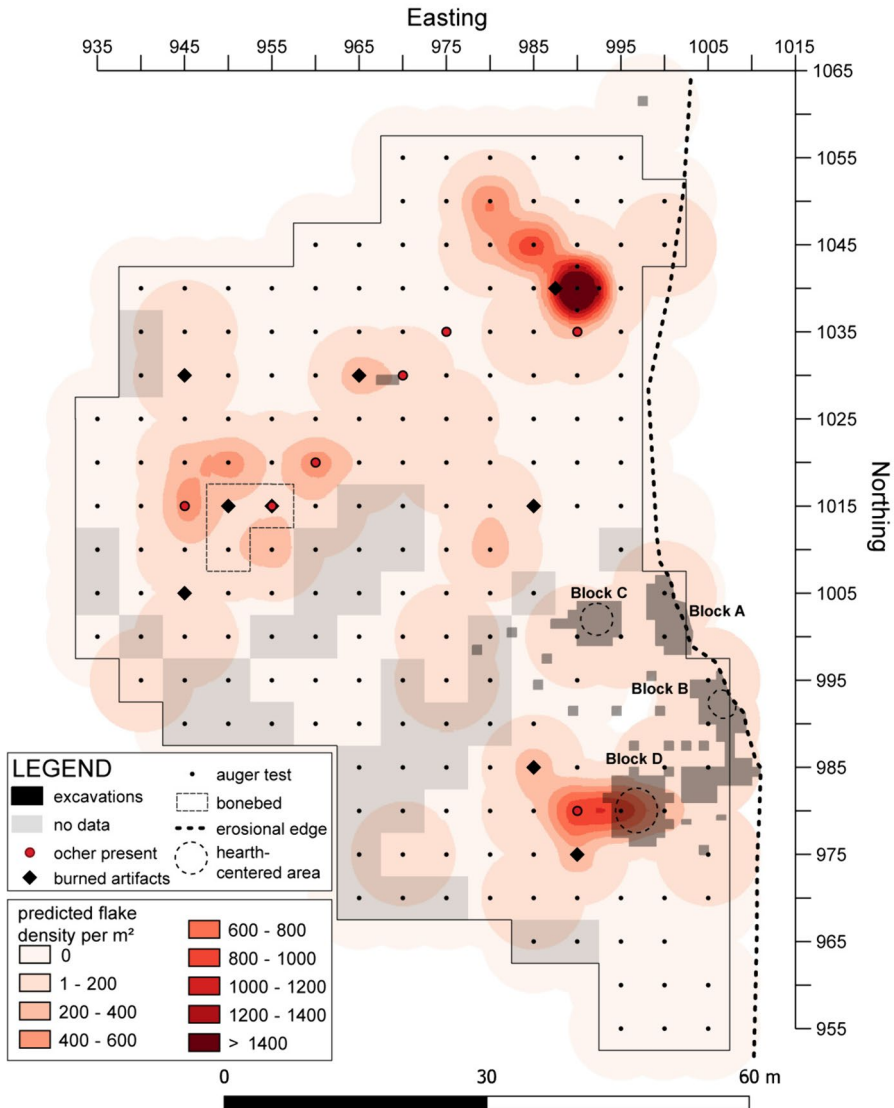 Easting
935 945 955 965 975 985 995 1005 1015
1065
1055
1045
1035
1025
Northing
1015
1005
995
985
975
965
955
Block C
Block A
Block B
Block D
LEGEND
excavations
no data
ocher present
burned artifacts
auger test
bonebed
erosional edge
hearth-
centered area
predicted flake
density per m²
0
1 - 200
200 - 400
400 - 600
600 - 800
800 - 1000
1000 - 1200
1200 - 1400
> 1400
0 30 60 m